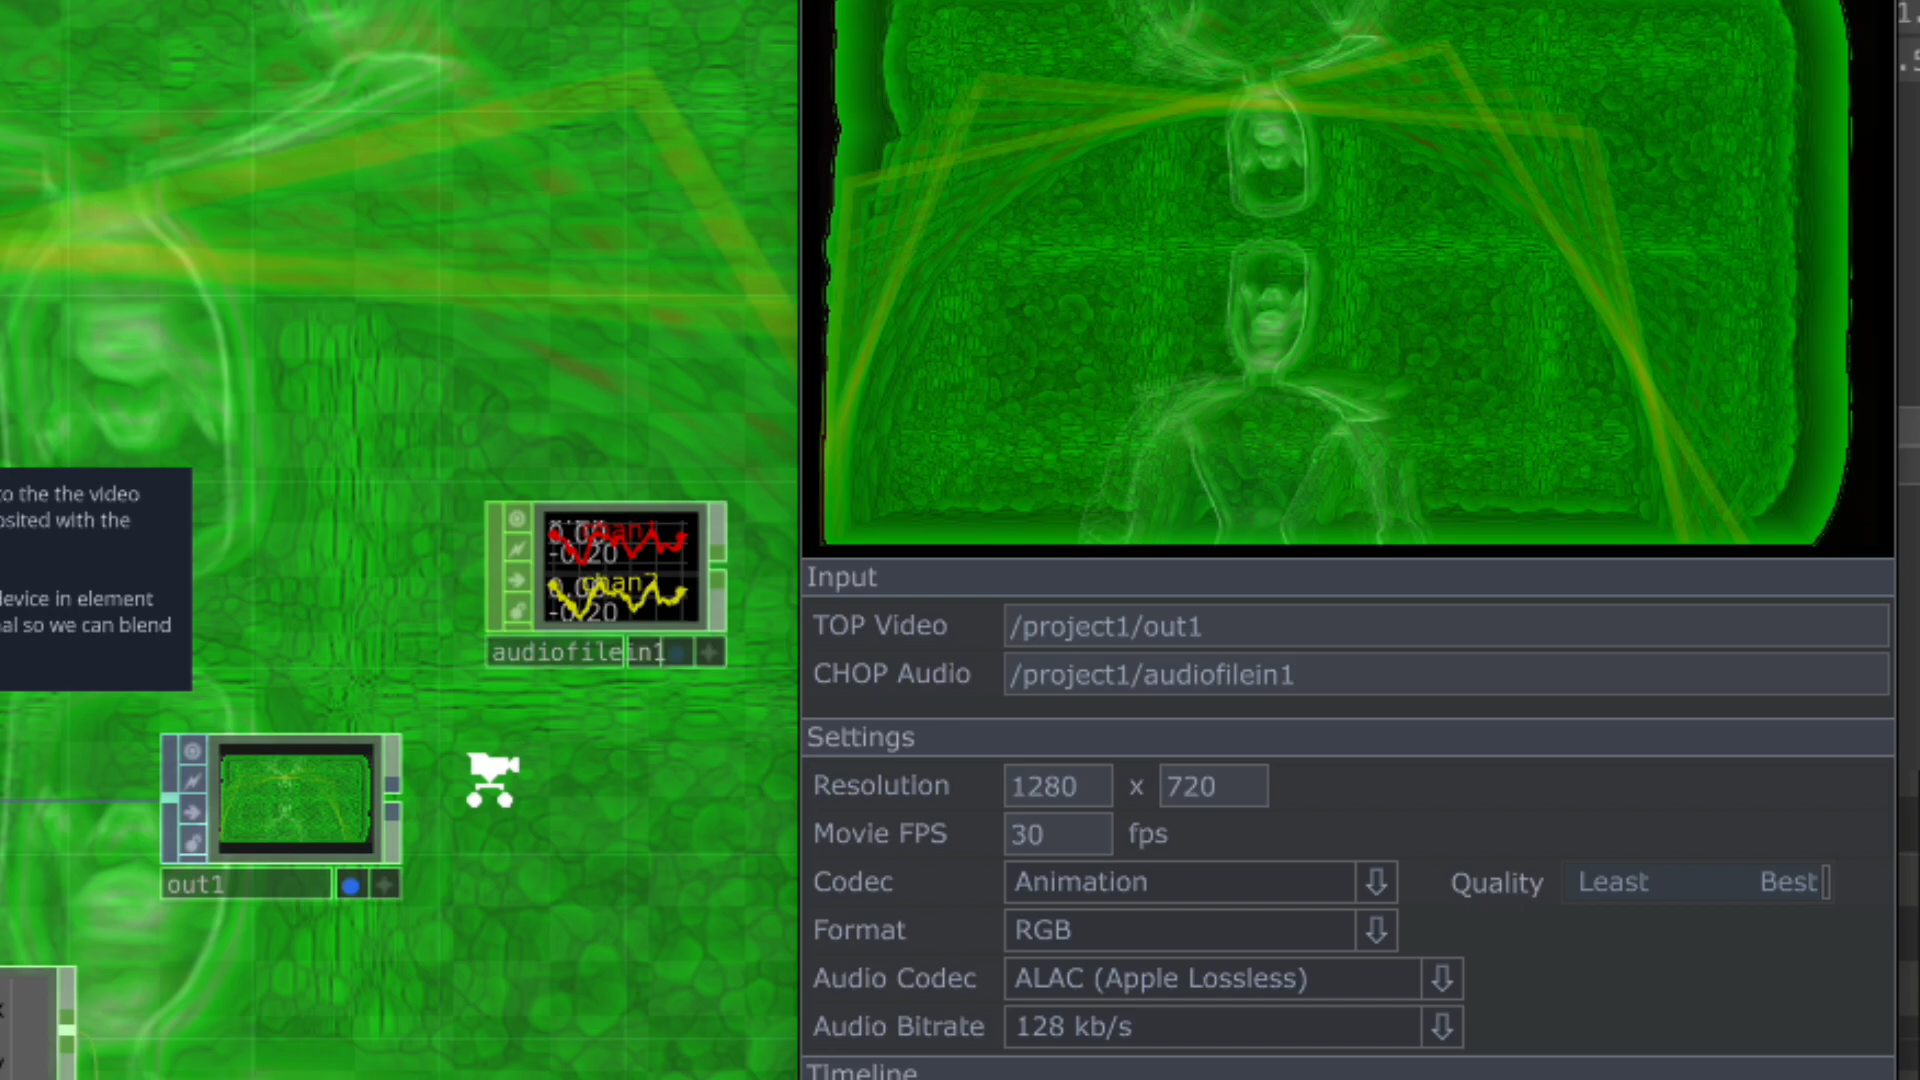 o the the video
osited with the
device in element
al so we can blend
chan1
-0.20
chan2
-0.20
audiofilein1
out1
Input
TOP Video /project1/out1
CHOP Audio /project1/audiofilein1
Settings
Resolution 1280 x 720
Movie FPS 30 fps
Codec Animation Quality Least Best
Format RGB
Audio Codec ALAC (Apple Lossless)
Audio Bitrate 128 kb/s
Timeline